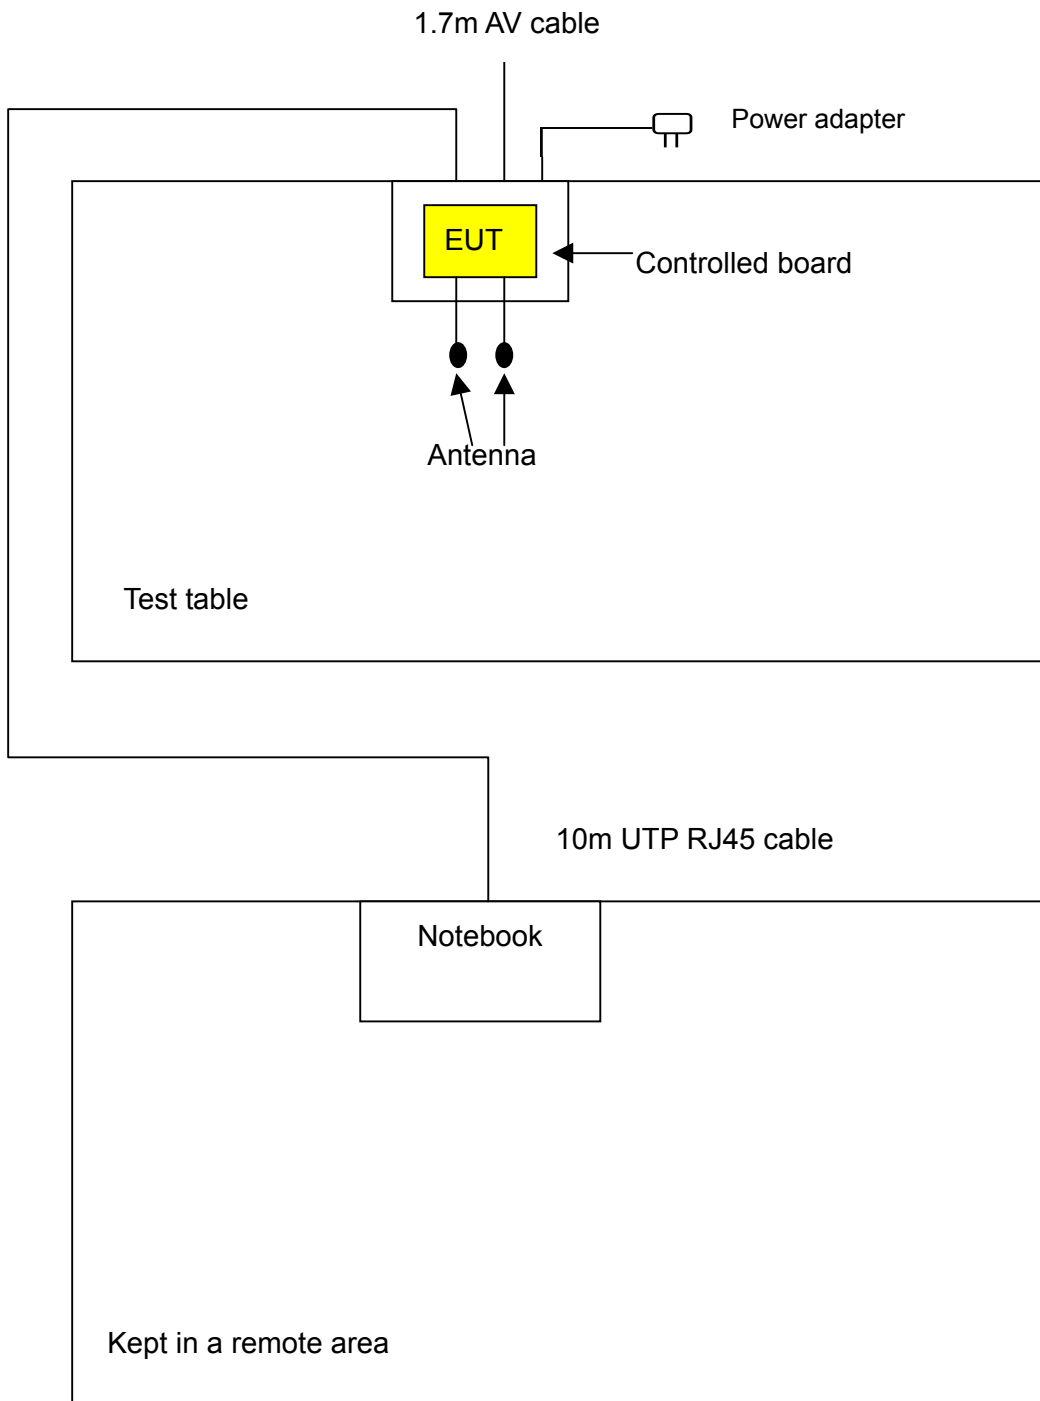 1.7m AV cable
Power adapter
EUT
Controlled board
Antenna
Test table
10m UTP RJ45 cable
Notebook
Kept in a remote area